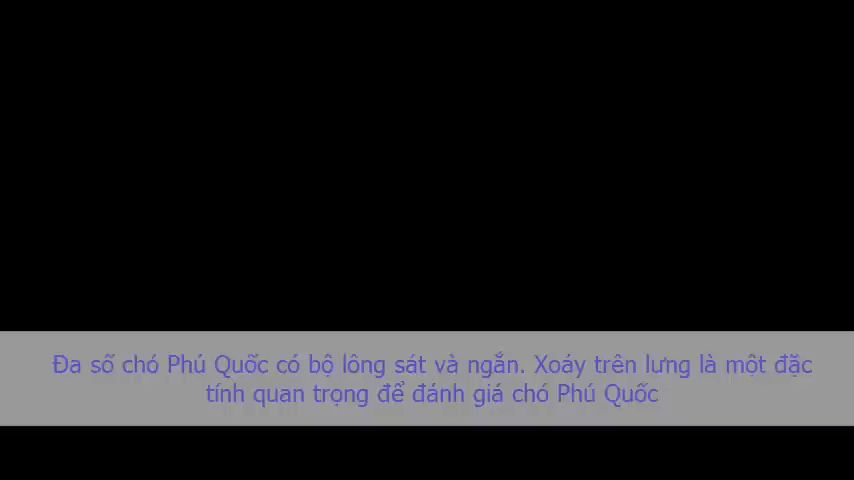 Đa số chó Phú Quốc có bộ lông sát và ngắn. Xoáy trên lưng là một đặc
tính quan trọng để đánh giá chó Phú Quốc